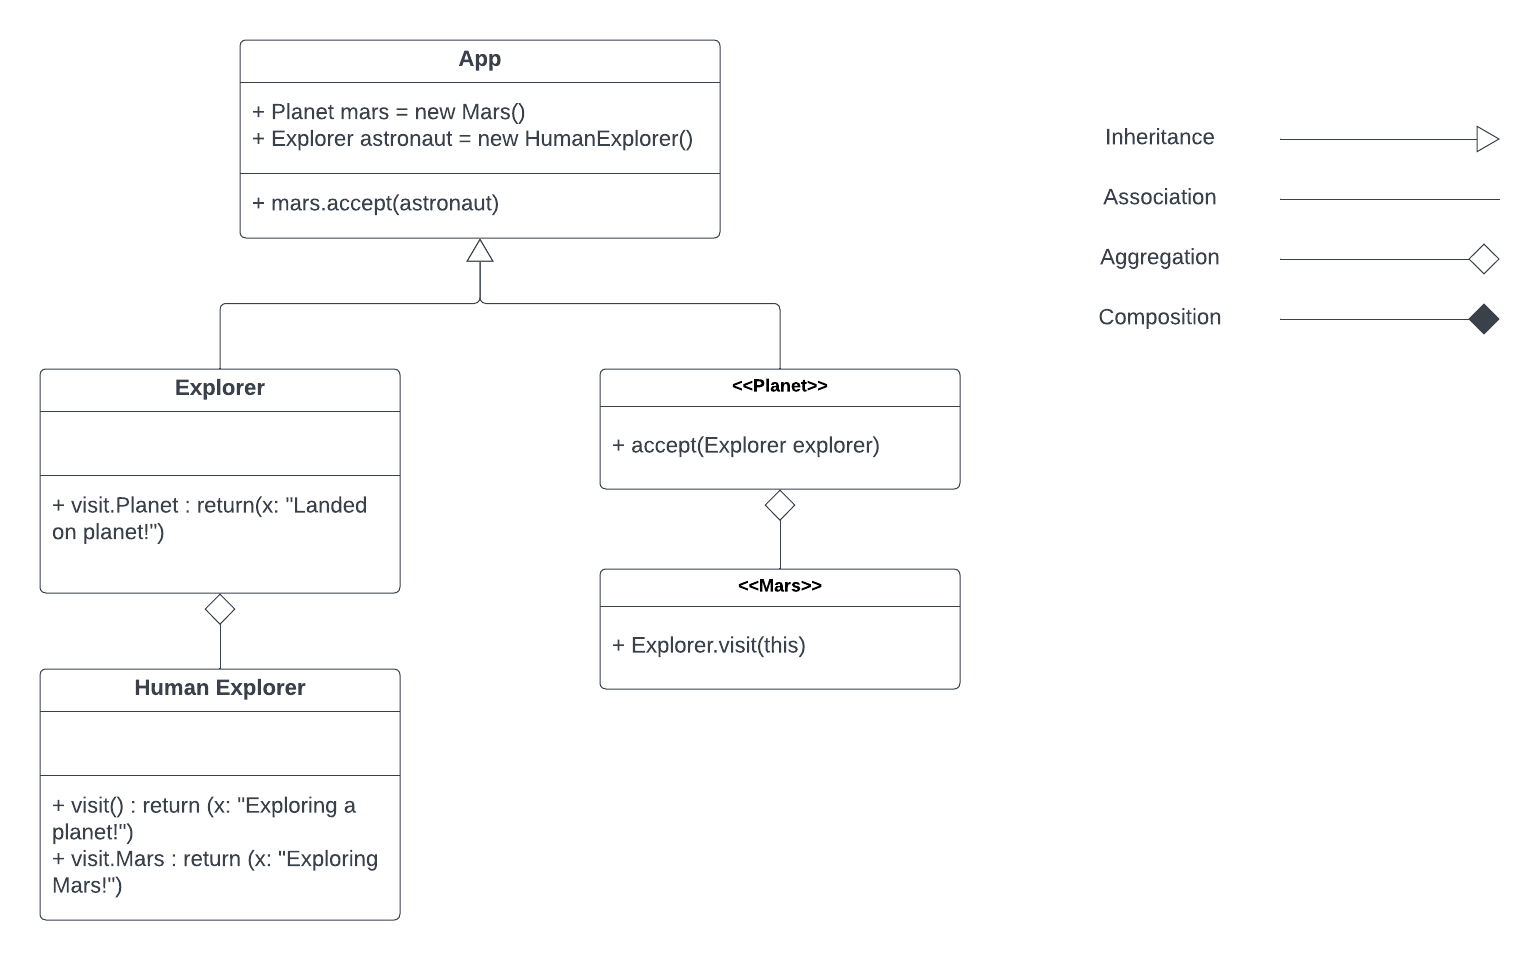 App
+ Planet mars = new Mars()
+ Explorer astronaut = new HumanExplorer()
+ mars.accept(astronaut)
Inheritance
Association
Aggregation
Composition
Explorer
+ visit.Planet : return(x: "Landed
on planet!")
<<Planet>>
+ accept(Explorer explorer)
<<Mars>>
+ Explorer.visit(this)
Human Explorer
+ visit() : return (x: "Exploring a
planet!")
+ visit.Mars : return (x: "Exploring
Mars!")